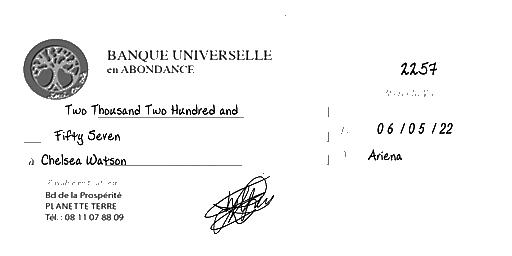 BANQUE UNIVERSELLE
en ABONDANCE
2257
Two Thousand Two Hundred and
Fifty Seven
06/05/22
à Chelsea Watson
Ariena
Bd de la Prospérité
PLANETTE TERRE
Tél. : 08 11 07 88 09